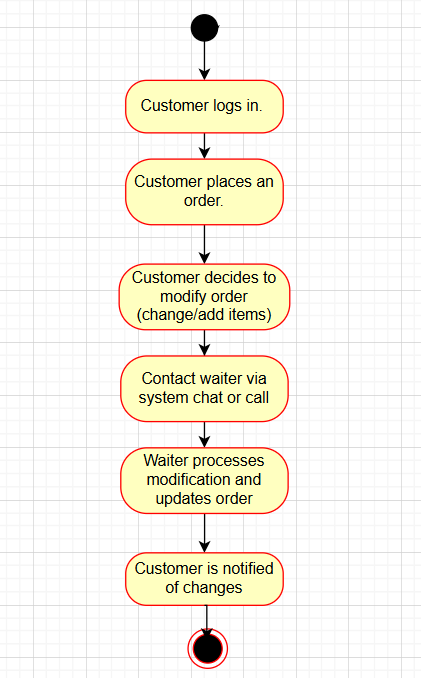 Customer logs in.
Customer places an
order.
Customer decides to
modify order
(change/add items)
Contact waiter via
system chat or call
Waiter processes
modification and
updates order
Customer is notified
of changes